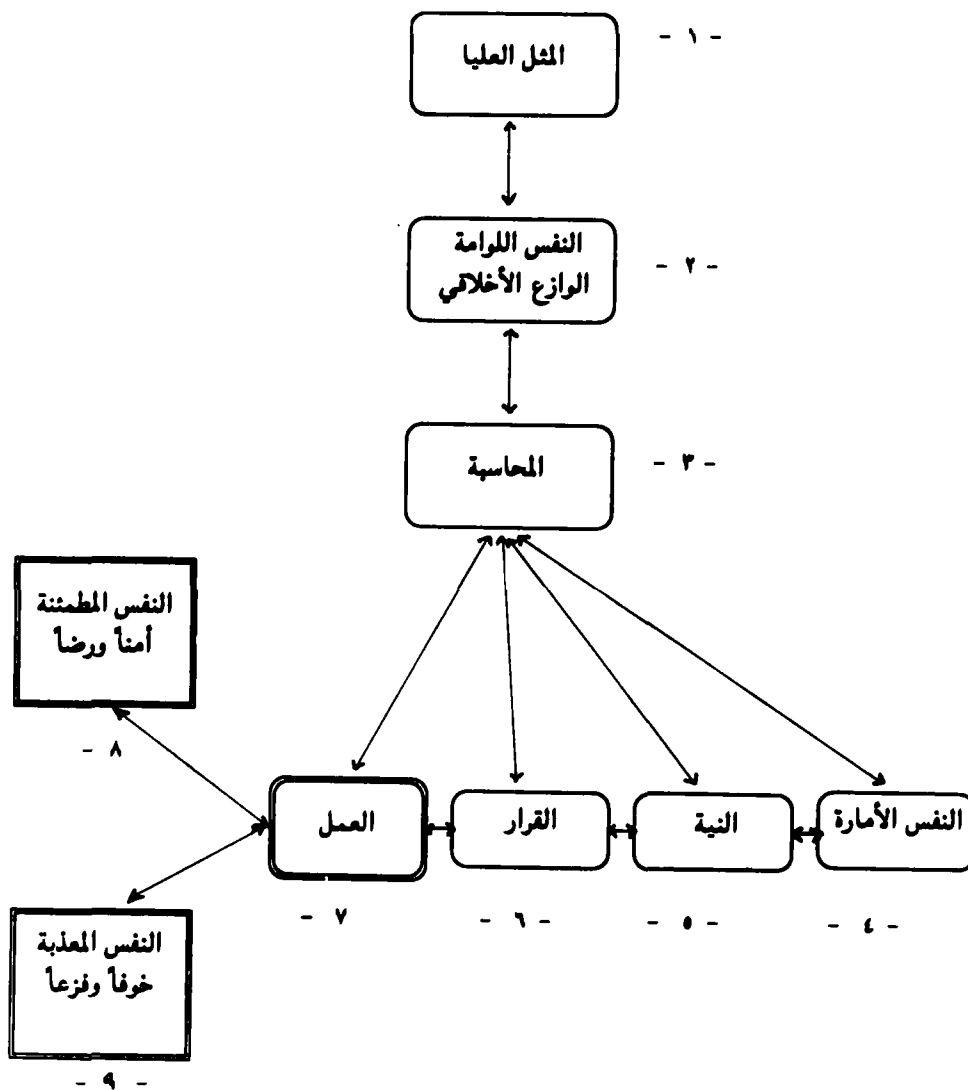 المثل العليا
- ١ -
النفس اللوامة
الوازع الأخلاقي
- ٢ -
المحاسبة
- ٣ -
النفس المطمئنة
أمناً ورضاً
- ٨ -
النفس الأمارة
النية
القرار
العمل
- ٤ -
- ٥ -
- ٦ -
- ٧ -
النفس المعذبة
خوفاً وفزعاً
- ٩ -